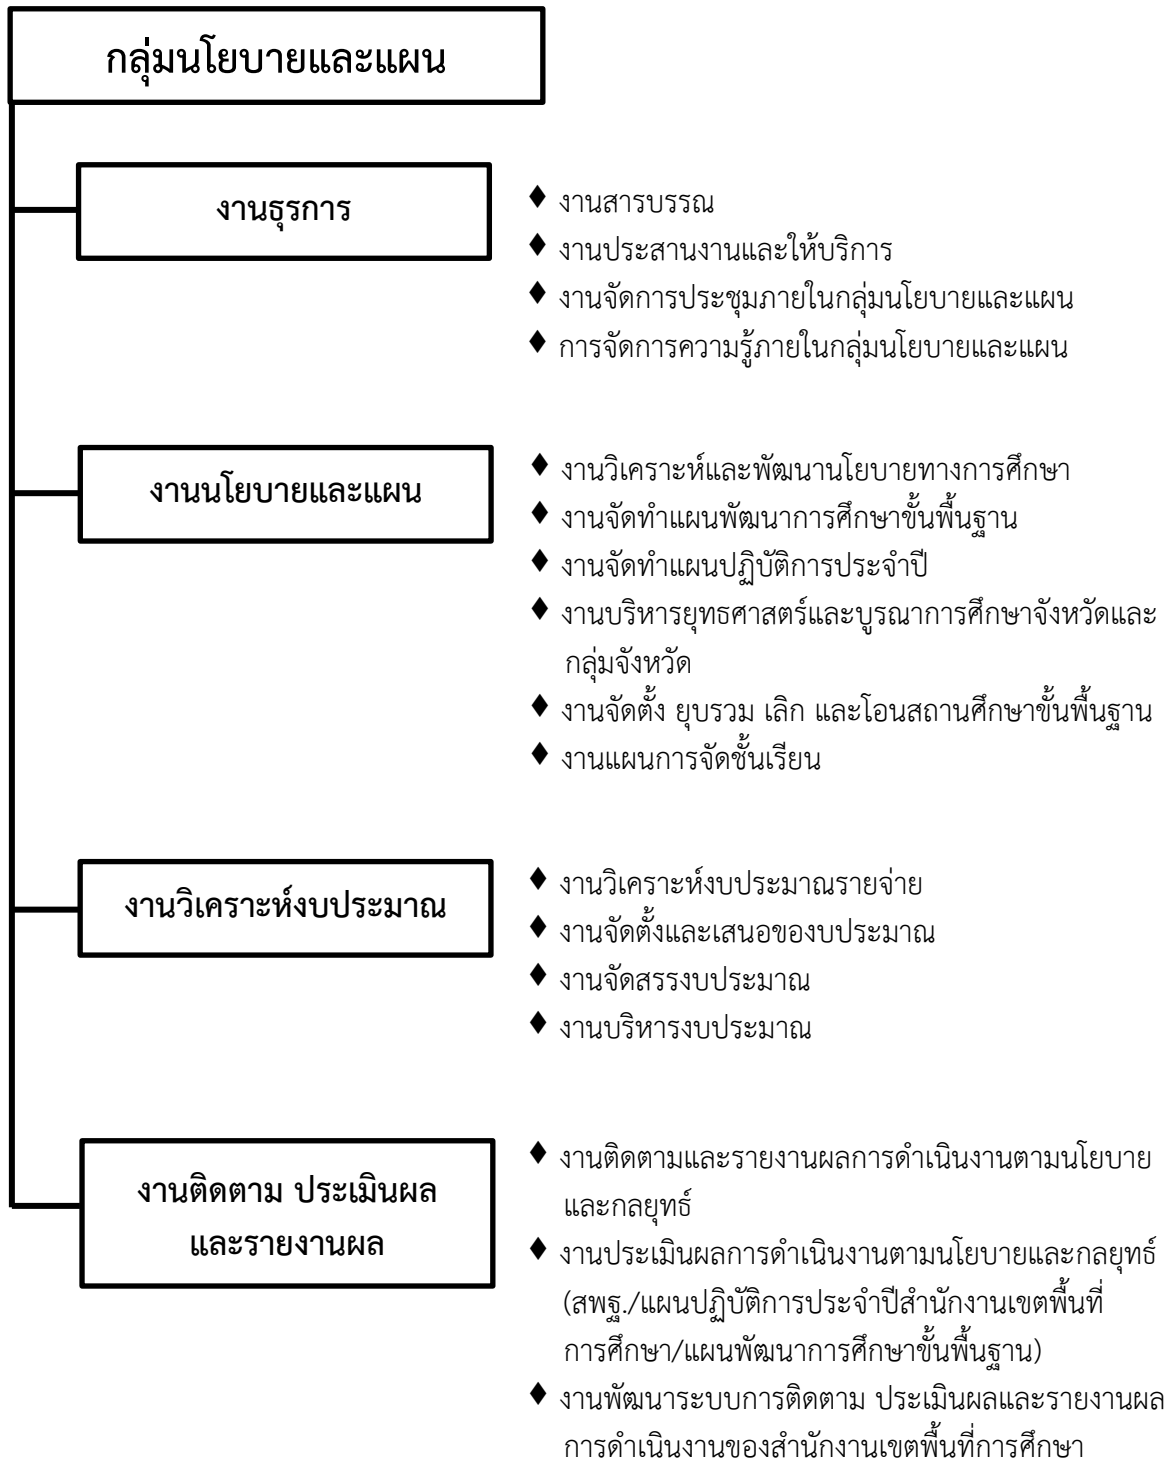 กลุ่มนโยบายและแผน
งานธุรการ
♦ งานสารบรรณ
♦ งานประสานงานและให้บริการ
♦ งานจัดการประชุมภายในกลุ่มนโยบายและแผน
♦ การจัดการความรู้ภายในกลุ่มนโยบายและแผน
งานนโยบายและแผน
♦ งานวิเคราะห์และพัฒนานโยบายทางการศึกษา
♦ งานจัดทำแผนพัฒนาการศึกษาขั้นพื้นฐาน
♦ งานจัดทำแผนปฏิบัติการประจำปี
♦ งานบริหารยุทธศาสตร์และบูรณาการศึกษาจังหวัดและ
กลุ่มจังหวัด
♦ งานจัดตั้ง ยุบรวม เลิก และโอนสถานศึกษาขั้นพื้นฐาน
♦ งานแผนการจัดชั้นเรียน
งานวิเคราะห์งบประมาณ
♦ งานวิเคราะห์งบประมาณรายจ่าย
♦ งานจัดตั้งและเสนอของบประมาณ
♦ งานจัดสรรงบประมาณ
♦ งานบริหารงบประมาณ
งานติดตาม ประเมินผล
และรายงานผล
♦ งานติดตามและรายงานผลการดำเนินงานตามนโยบาย
และกลยุทธ์
♦ งานประเมินผลการดำเนินงานตามนโยบายและกลยุทธ์
(สพฐ./แผนปฏิบัติการประจำปีสำนักงานเขตพื้นที่
การศึกษา/แผนพัฒนาการศึกษาขั้นพื้นฐาน)
♦ งานพัฒนาระบบการติดตาม ประเมินผลและรายงานผล
การดำเนินงานของสำนักงานเขตพื้นที่การศึกษา